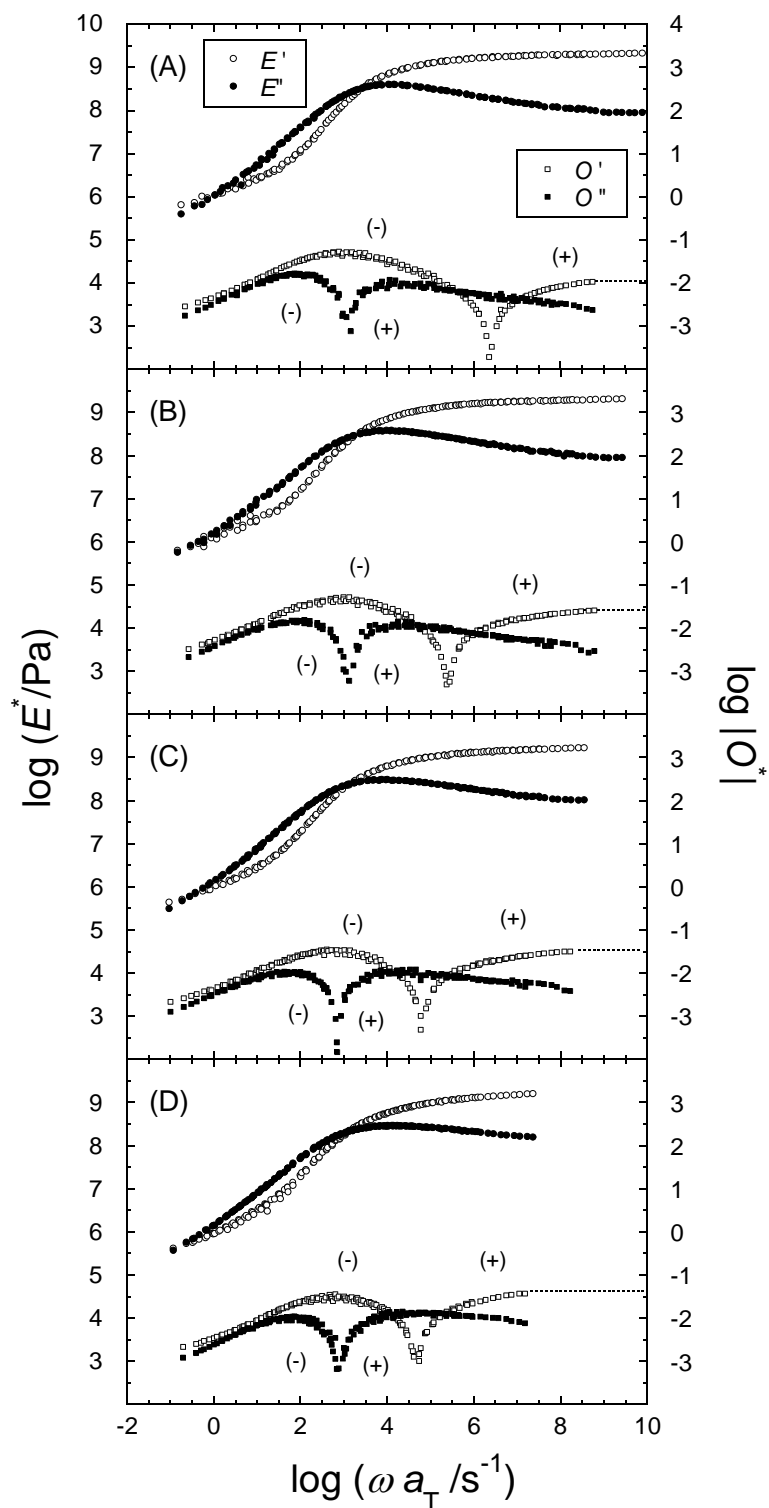 10 (A) E ' 4
9 E'' 3
8 2
7 1
O '
6 O'' 0
5 (-) -1
4 (+) -2
3 (-) (+) -3
9 (B) 3
8 2
7 1
6 0
5 (-) (+) -1
4 -2
3 (-) (+) -3
log (E*/Pa)
log |O*|
9 (C) 3
8 2
7 1
6 0
5 (-) (+) -1
4 -2
3 (-) (+) -3
9 (D) 3
8 2
7 1
6 0
5 (-) (+) -1
4 -2
3 (-) (+) -3
-2 0 2 4 6 8 10
log (ω a_T /s⁻¹)